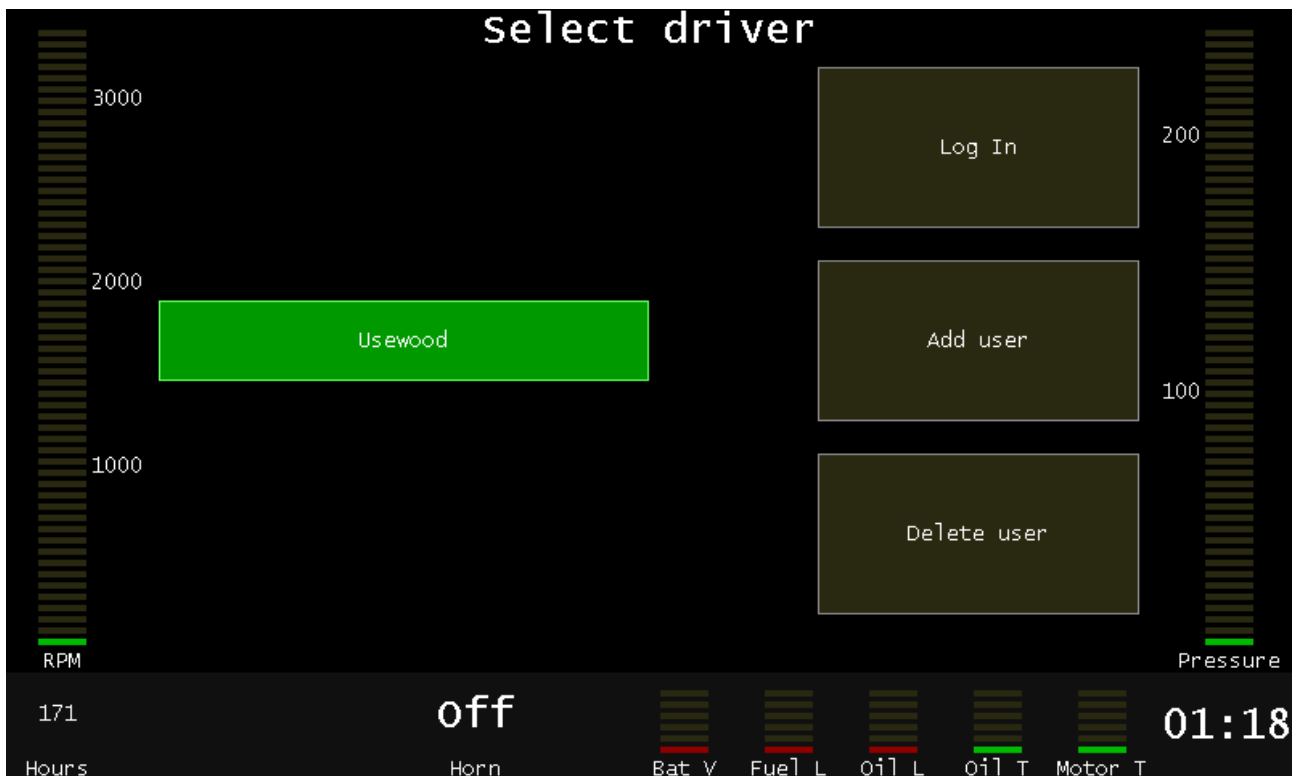 Select driver
3000
Log In
200
2000
Usewood
Add user
100
1000
Delete user
RPM
Pressure
171
Off
01:18
Hours
Horn
Bat V
Fuel L
Oil L
Oil T
Motor T